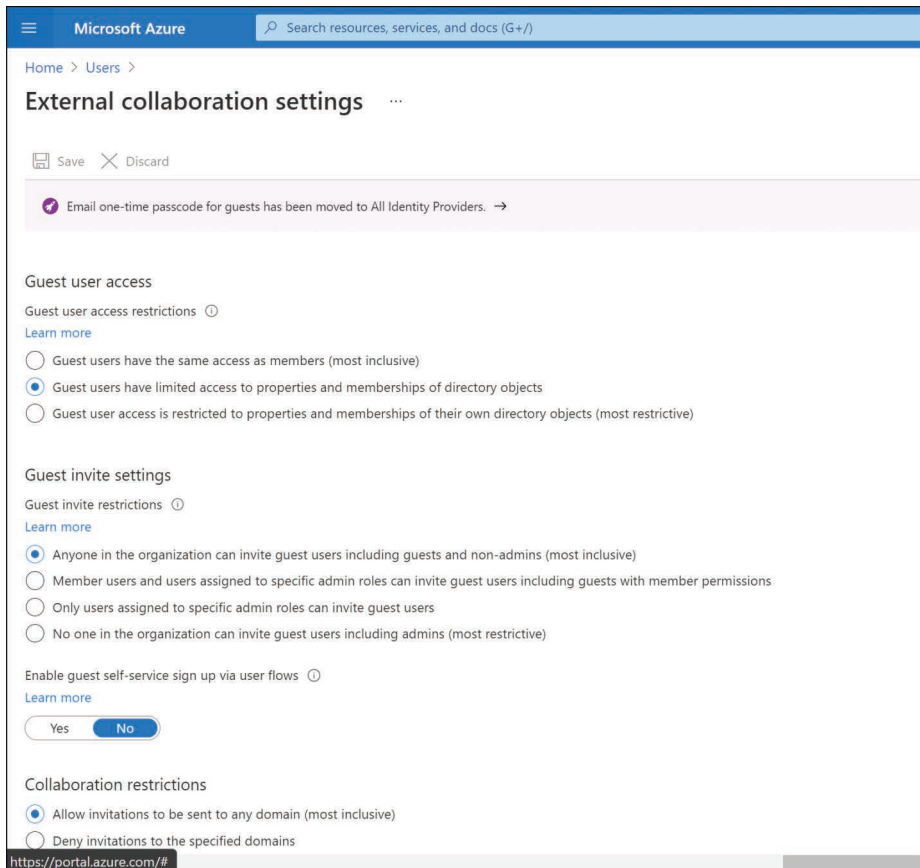 Microsoft Azure
Search resources, services, and docs (G+/)
Home > Users >
External collaboration settings ...
Save Discard
Email one-time passcode for guests has been moved to All Identity Providers. →
Guest user access
Guest user access restrictions
Learn more
Guest users have the same access as members (most inclusive)
Guest users have limited access to properties and memberships of directory objects
Guest user access is restricted to properties and memberships of their own directory objects (most restrictive)
Guest invite settings
Guest invite restrictions
Learn more
Anyone in the organization can invite guest users including guests and non-admins (most inclusive)
Member users and users assigned to specific admin roles can invite guest users including guests with member permissions
Only users assigned to specific admin roles can invite guest users
No one in the organization can invite guest users including admins (most restrictive)
Enable guest self-service sign up via user flows
Learn more
Yes No
Collaboration restrictions
Allow invitations to be sent to any domain (most inclusive)
Deny invitations to the specified domains
https://portal.azure.com/#